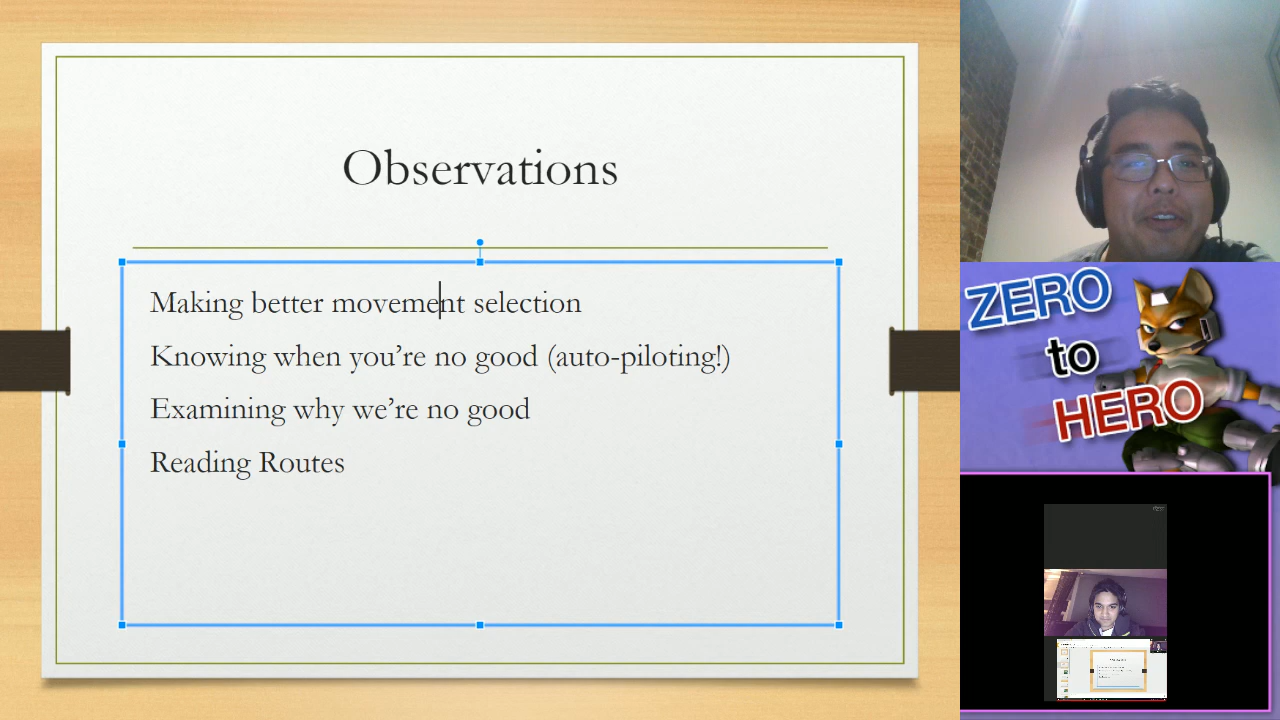 Observations
Making better movement selection
Knowing when you're no good (auto-piloting!)
Examining why we're no good
Reading Routes
ZERO
to
HERO